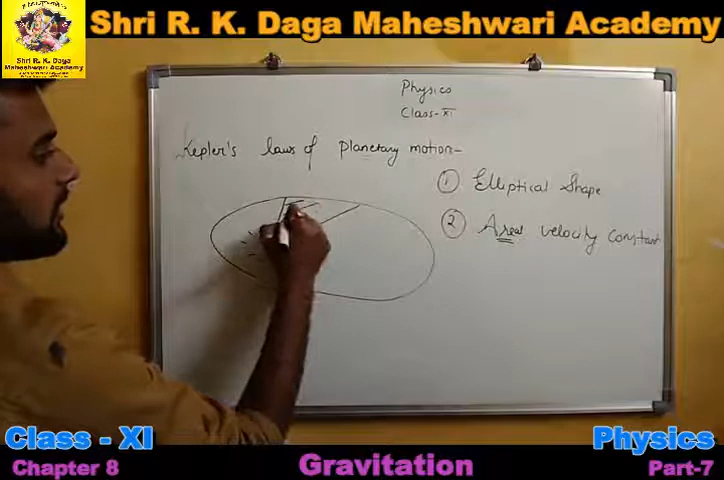 Shri R. K. Daga Maheshwari Academy
Shri R. K. Daga
Maheshwari Academy
Physics
Class-XI
Kepler's laws of planetary motion-
① Elliptical Shape
② Areal velocity constant
Class - XI
Physics
Chapter 8
Gravitation
Part-7